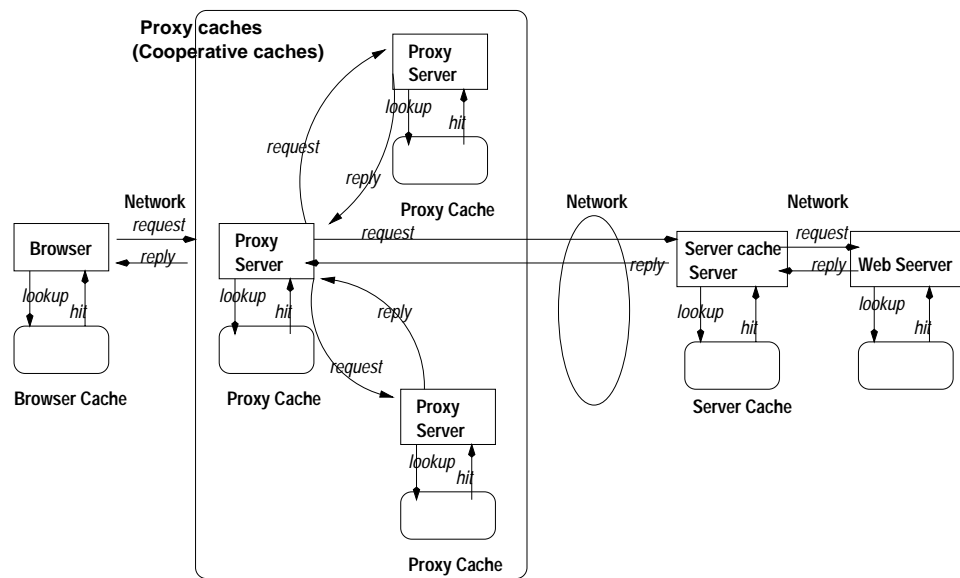 Proxy caches
(Cooperative caches)
Proxy
Server
lookup
hit
request
reply
Proxy Cache
Network
request
reply
Browser
lookup
hit
Browser Cache
Proxy
Server
lookup
hit
Proxy Cache
request
reply
Network
request
reply
Proxy
Server
lookup
hit
Proxy Cache
Server cache
Server
lookup
hit
Server Cache
Network
request
reply
Web Seerver
lookup
hit